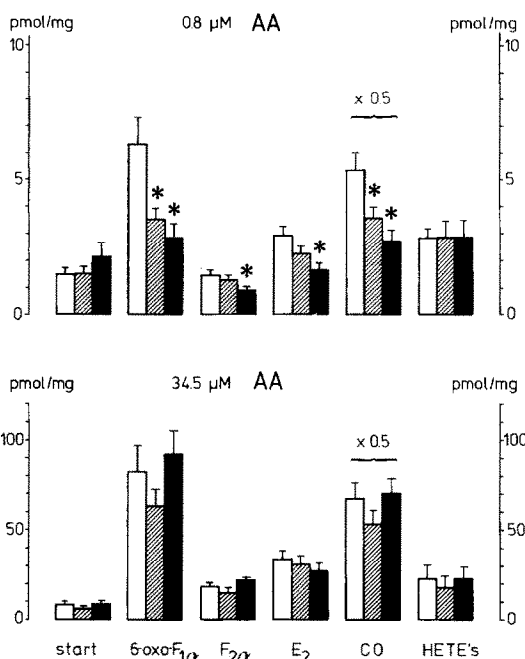 pmol/mg 0.8 µM AA pmol/mg
10 10
x 0.5
* * * * * *
5 5
0 0
pmol/mg 34.5 µM AA pmol/mg
100 100
x 0.5
50 50
0 0
start 6-oxo-F1α F2α E2 CO HETE's